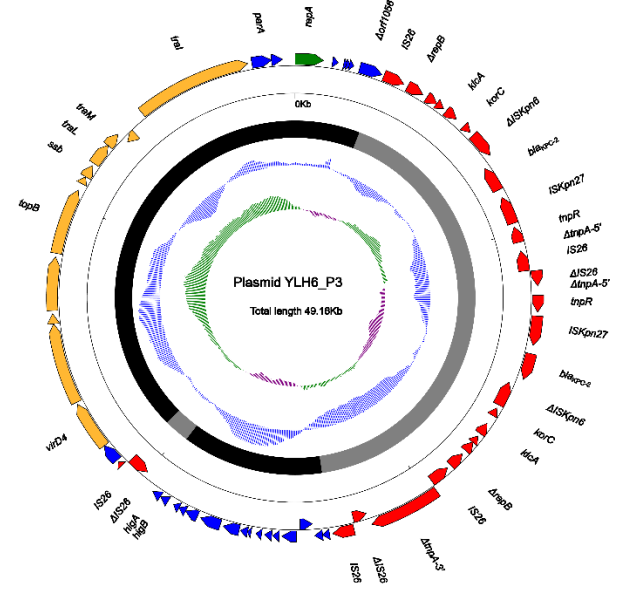 parA
repA
Δorf1056
IS26
ΔrepB
klcA
korC
ΔISKpn6
blaKPC-2
ISKpn27
tnpR
ΔtnpA-5'
IS26
ΔIS26
ΔtnpA-5'
tnpR
ISKpn27
blaKPC-2
ΔISKpn6
korC
klcA
ΔrepB
IS26
ΔtnpA-3'
ΔIS26
IS26
higB
higA
ΔIS26
IS26
virD4
topB
ssb
traL
treM
traI
0Kb
Plasmid YLH6_P3
Total length 49.16Kb